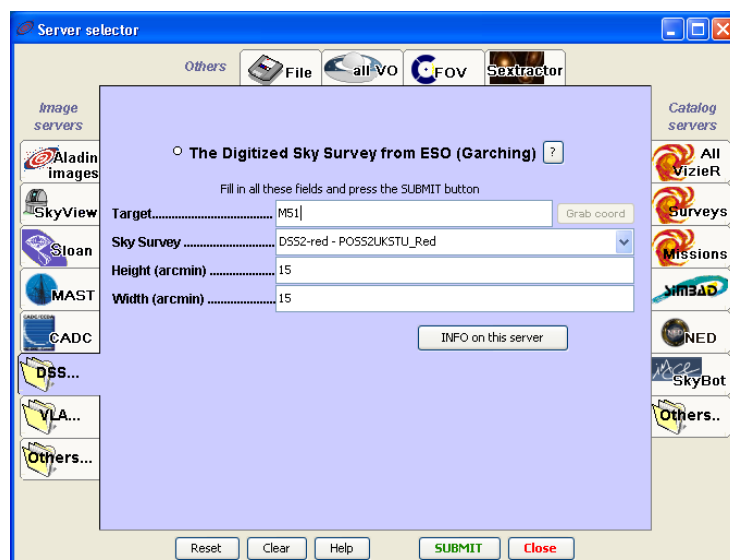 Server selector
Others
File
all-VO
FOV
Sextractor
Image
servers
Aladin
images
SkyView
Sloan
MAST
CADC
DSS...
VLA...
Others...
The Digitized Sky Survey from ESO (Garching) ?
Fill in all these fields and press the SUBMIT button
Target............................. M51 Grab coord
Sky Survey ...................... DSS2-red - POSS2UKSTU_Red
Height (arcmin) ................ 15
Width (arcmin) ................. 15
INFO on this server
Catalog
servers
All
VizieR
Surveys
Missions
SIMBAD
NED
SkyBot
Others..
Reset Clear Help SUBMIT Close